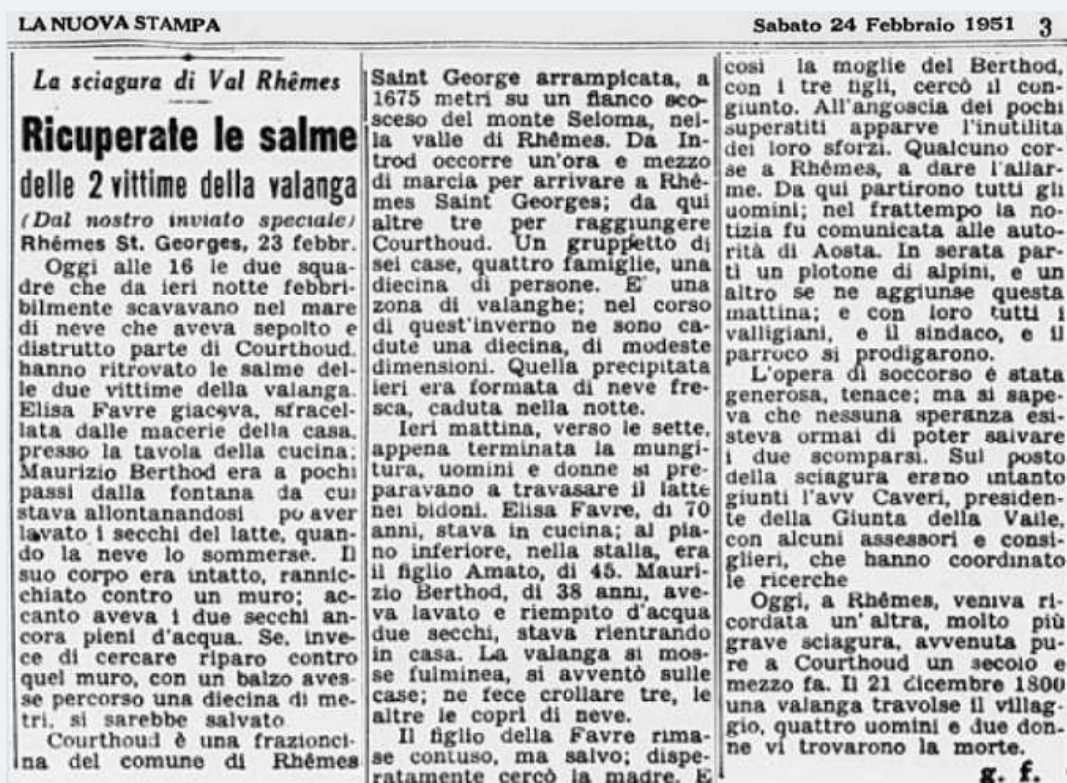 LA NUOVA STAMPA
Sabato 24 Febbraio 1951 3
La sciagura di Val Rhêmes
Ricuperate le salme
delle 2 vittime della valanga
(Dal nostro inviato speciale)
Rhêmes St. Georges, 23 febbr.
Oggi alle 16 le due squa-
dre che da ieri notte febbri-
bilmente scavavano nel mare
di neve che aveva sepolto e
distrutto parte di Courthoud.
hanno ritrovato le salme del-
le due vittime della valanga.
Elisa Favre giaceva, sfracel-
lata dalle macerie della casa.
presso la tavola della cucina;
Maurizio Berthod era a pochi
passi dalla fontana da cui
stava allontanandosi po aver
lavato i secchi del latte, quan-
do la neve lo sommerse. Il
suo corpo era intatto, rannic-
chiato contro un muro; ac-
canto aveva i due secchi an-
cora pieni d'acqua. Se, inve-
ce di cercare riparo contro
quel muro, con un balzo aves-
se percorso una diecina di me-
tri, si sarebbe salvato
Courthoud è una frazionci-
na del comune di Rhêmes
Saint George arrampicata, a
1675 metri su un fianco sco-
sceso del monte Seloma, nel-
la valle di Rhêmes. Da In-
trod occorre un'ora e mezzo
di marcia per arrivare a Rhê-
mes Saint Georges; da qui
altre tre per raggiungere
Courthoud. Un gruppetto di
sei case, quattro famiglie, una
diecina di persone. E' una
zona di valanghe; nel corso
di quest'inverno ne sono ca-
dute una diecina, di modeste
dimensioni. Quella precipitata
ieri era formata di neve fre-
sca, caduta nella notte.
Ieri mattina, verso le sette,
appena terminata la mungi-
tura, uomini e donne si pre-
paravano a travasare il latte
nei bidoni. Elisa Favre, di 70
anni, stava in cucina; al pia-
no inferiore, nella stalla, era
il figlio Amato, di 45. Mauri-
zio Berthod, di 38 anni, ave-
va lavato e riempito d'acqua
due secchi, stava rientrando
in casa. La valanga si mos-
se fulminea, si avventò sulle
case; ne fece crollare tre, le
altre le coprì di neve.
Il figlio della Favre rima-
se contuso, ma salvo; dispe-
ratamente cercò la madre. E
così la moglie del Berthod,
con i tre figli, cercò il con-
giunto. All'angoscia dei pochi
superstiti apparve l'inutilità
dei loro sforzi. Qualcuno cor-
se a Rhêmes, a dare l'allar-
me. Da qui partirono tutti gli
uomini; nel frattempo la no-
tizia fu comunicata alle auto-
rità di Aosta. In serata par-
tì un plotone di alpini, e un
altro se ne aggiunse questa
mattina; e con loro tutti i
valligiani, e il sindaco, e il
parroco si prodigarono.
L'opera di soccorso è stata
generosa, tenace; ma si sape-
va che nessuna speranza esi-
steva ormai di poter salvare
i due scomparsi. Sul posto
della sciagura erano intanto
giunti l'avv Caveri, presiden-
te della Giunta della Valle,
con alcuni assessori e consi-
glieri, che hanno coordinato
le ricerche
Oggi, a Rhêmes, veniva ri-
cordata un'altra, molto più
grave sciagura, avvenuta pu-
re a Courthoud un secolo e
mezzo fa. Il 21 dicembre 1800
una valanga travolse il villag-
gio, quattro uomini e due don-
ne vi trovarono la morte.
g. f.